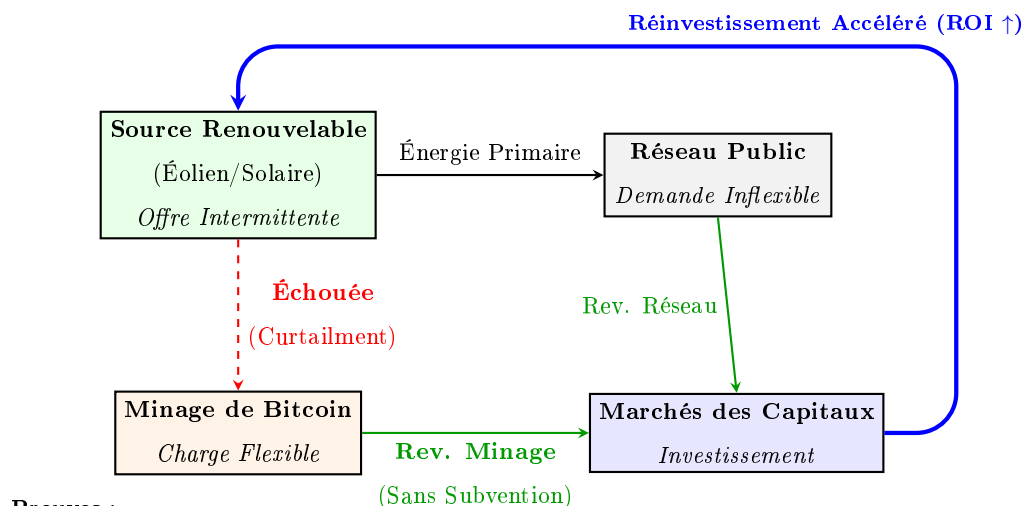 Réinvestissement Accéléré (ROI ↑)
Source Renouvelable
(Éolien/Solaire)
Offre Intermittente
Énergie Primaire
Réseau Public
Demande Inflexible
Échouée
(Curtailment)
Rev. Réseau
Minage de Bitcoin
Charge Flexible
Rev. Minage
(Sans Subvention)
Marchés des Capitaux
Investissement